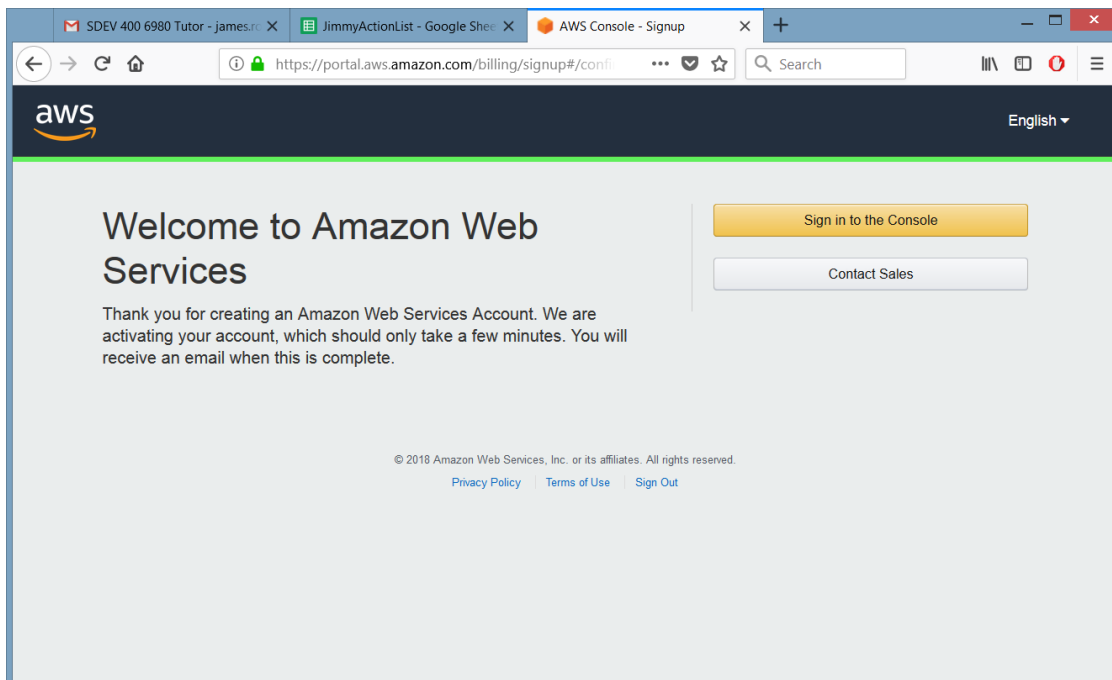 SDEV 400 6980 Tutor - james.r
JimmyActionList - Google Shee
AWS Console - Signup
https://portal.aws.amazon.com/billing/signup#/confi
Search
aws
English
Welcome to Amazon Web
Services
Thank you for creating an Amazon Web Services Account. We are
activating your account, which should only take a few minutes. You will
receive an email when this is complete.
Sign in to the Console
Contact Sales
© 2018 Amazon Web Services, Inc. or its affiliates. All rights reserved.
Privacy Policy Terms of Use Sign Out